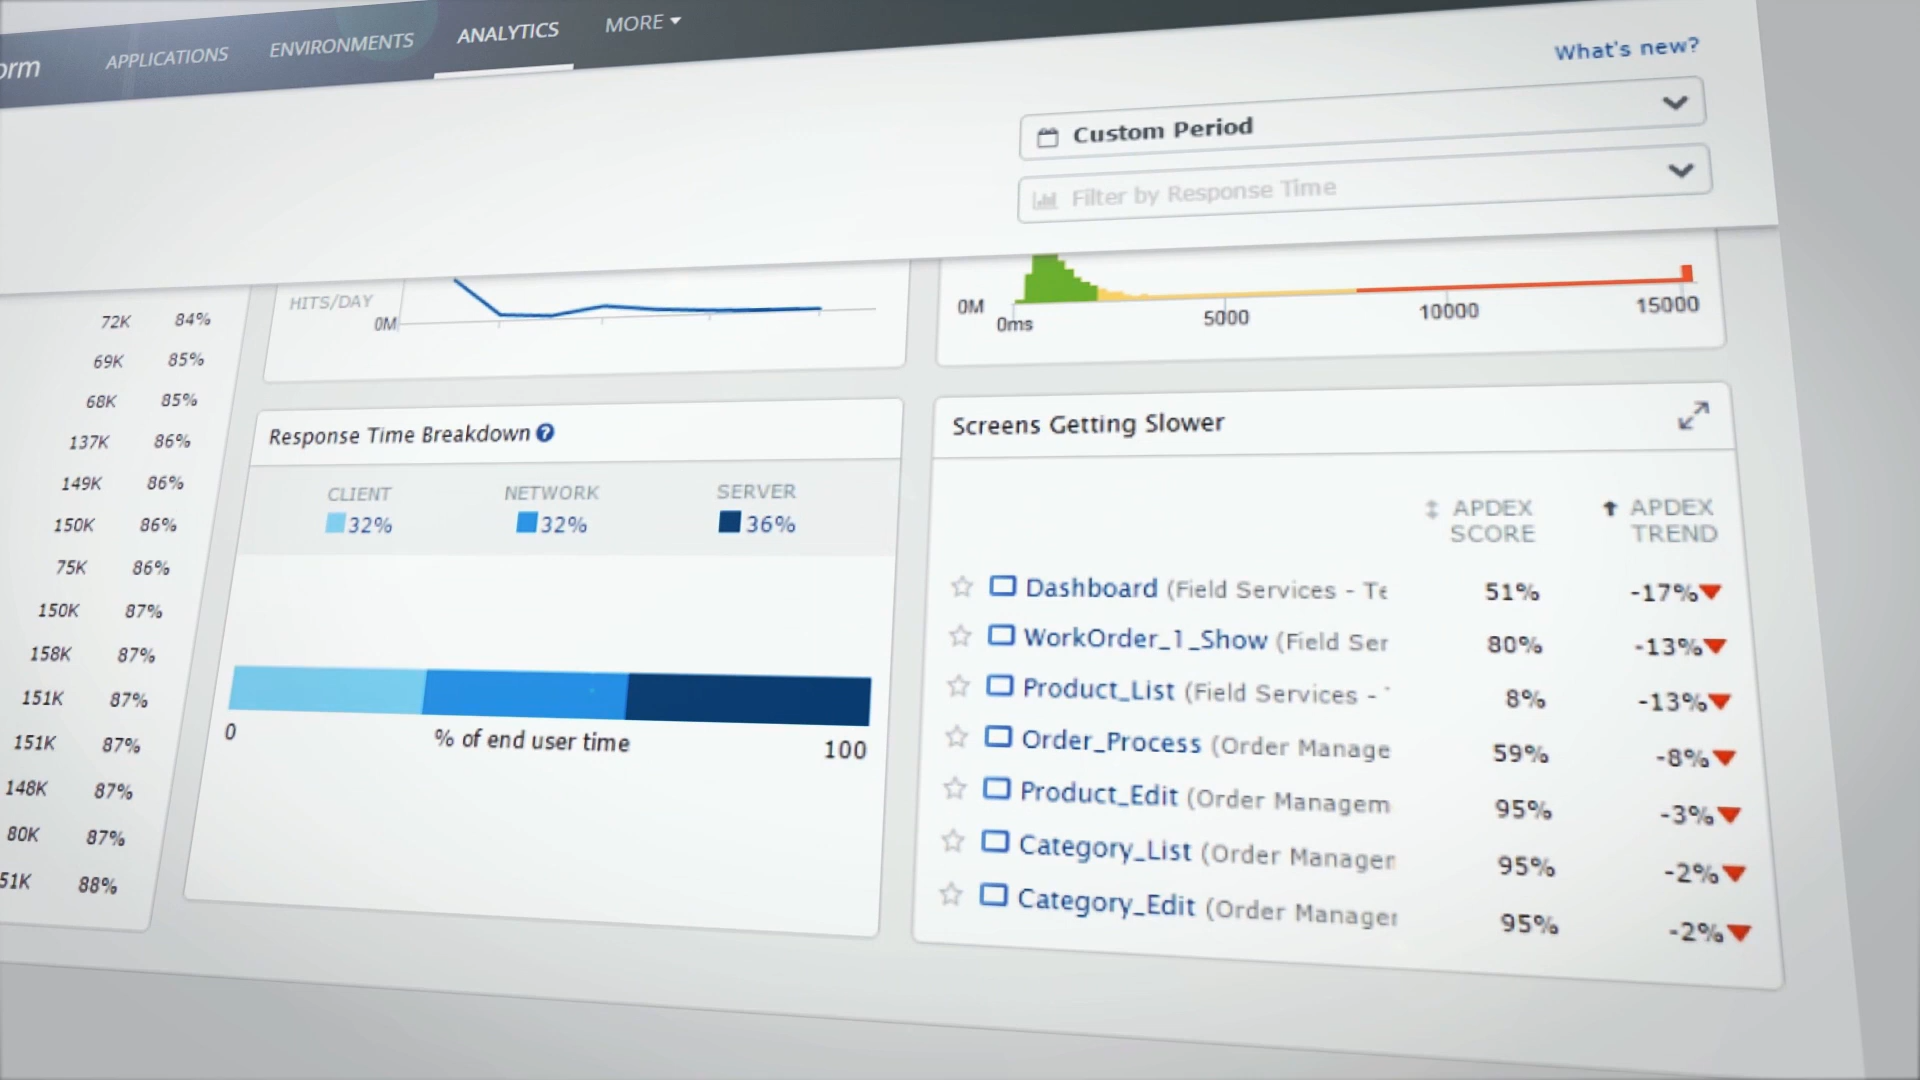 orm
APPLICATIONS
ENVIRONMENTS
ANALYTICS
MORE
What's new?
Custom Period
Filter by Response Time
72K 84%
69K 85%
68K 85%
137K 86%
149K 86%
150K 86%
75K 86%
150K 87%
158K 87%
151K 87%
151K 87%
148K 87%
80K 87%
51K 88%
HITS/DAY
0M
0M
0ms 5000 10000 15000
Response Time Breakdown ?
CLIENT NETWORK SERVER
32% 32% 36%
0 % of end user time 100
Screens Getting Slower
APDEX SCORE
APDEX TREND
Dashboard (Field Services - Te 51% -17%
WorkOrder_1_Show (Field Ser 80% -13%
Product_List (Field Services - 8% -13%
Order_Process (Order Manage 59% -8%
Product_Edit (Order Managem 95% -3%
Category_List (Order Manager 95% -2%
Category_Edit (Order Manager 95% -2%